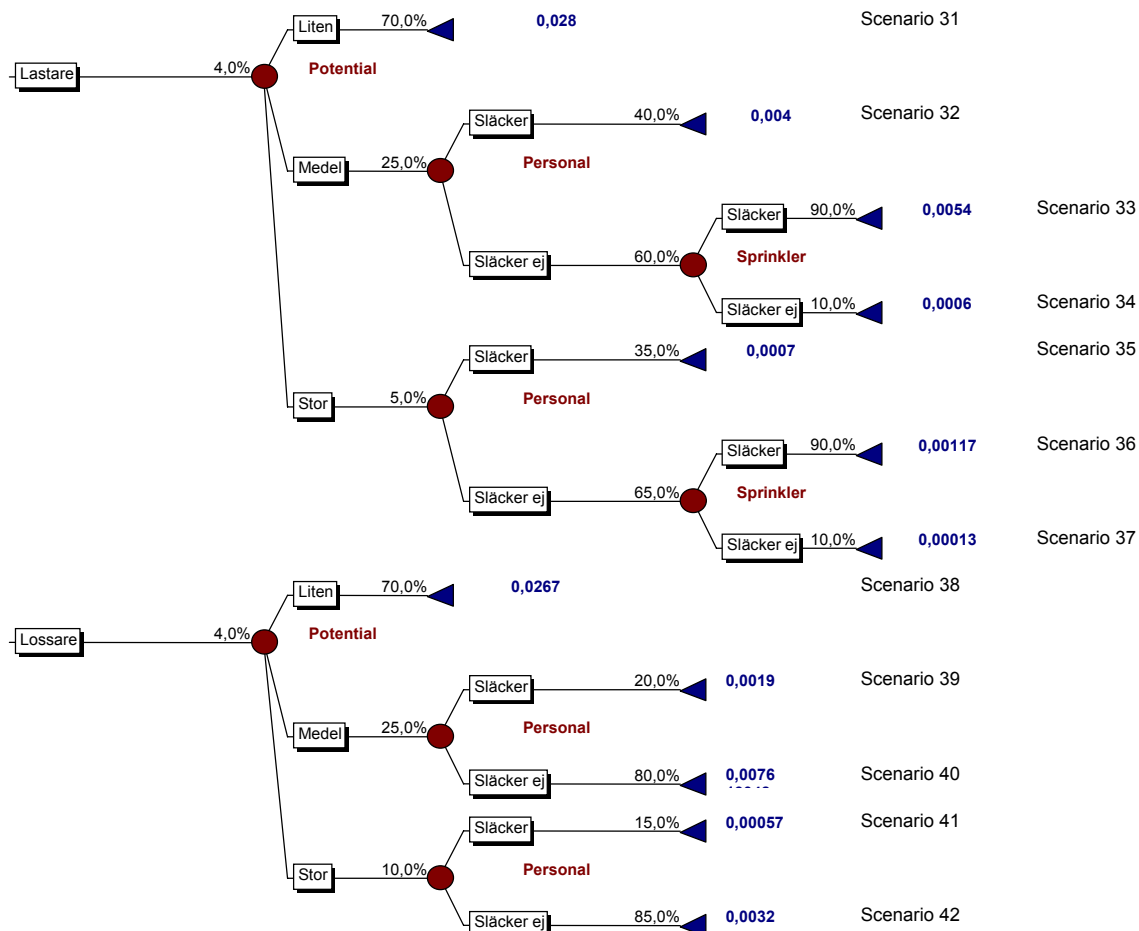 Liten 70,0% 0,028 Scenario 31
Lastare 4,0% Potential
Släcker 40,0% 0,004 Scenario 32
Medel 25,0% Personal
Släcker 90,0% 0,0054 Scenario 33
Släcker ej 60,0% Sprinkler
Släcker ej 10,0% 0,0006 Scenario 34
Släcker 35,0% 0,0007 Scenario 35
Stor 5,0% Personal
Släcker 90,0% 0,00117 Scenario 36
Släcker ej 65,0% Sprinkler
Släcker ej 10,0% 0,00013 Scenario 37
Liten 70,0% 0,0267 Scenario 38
Lossare 4,0% Potential
Släcker 20,0% 0,0019 Scenario 39
Medel 25,0% Personal
Släcker ej 80,0% 0,0076 Scenario 40
Släcker 15,0% 0,00057 Scenario 41
Stor 10,0% Personal
Släcker ej 85,0% 0,0032 Scenario 42